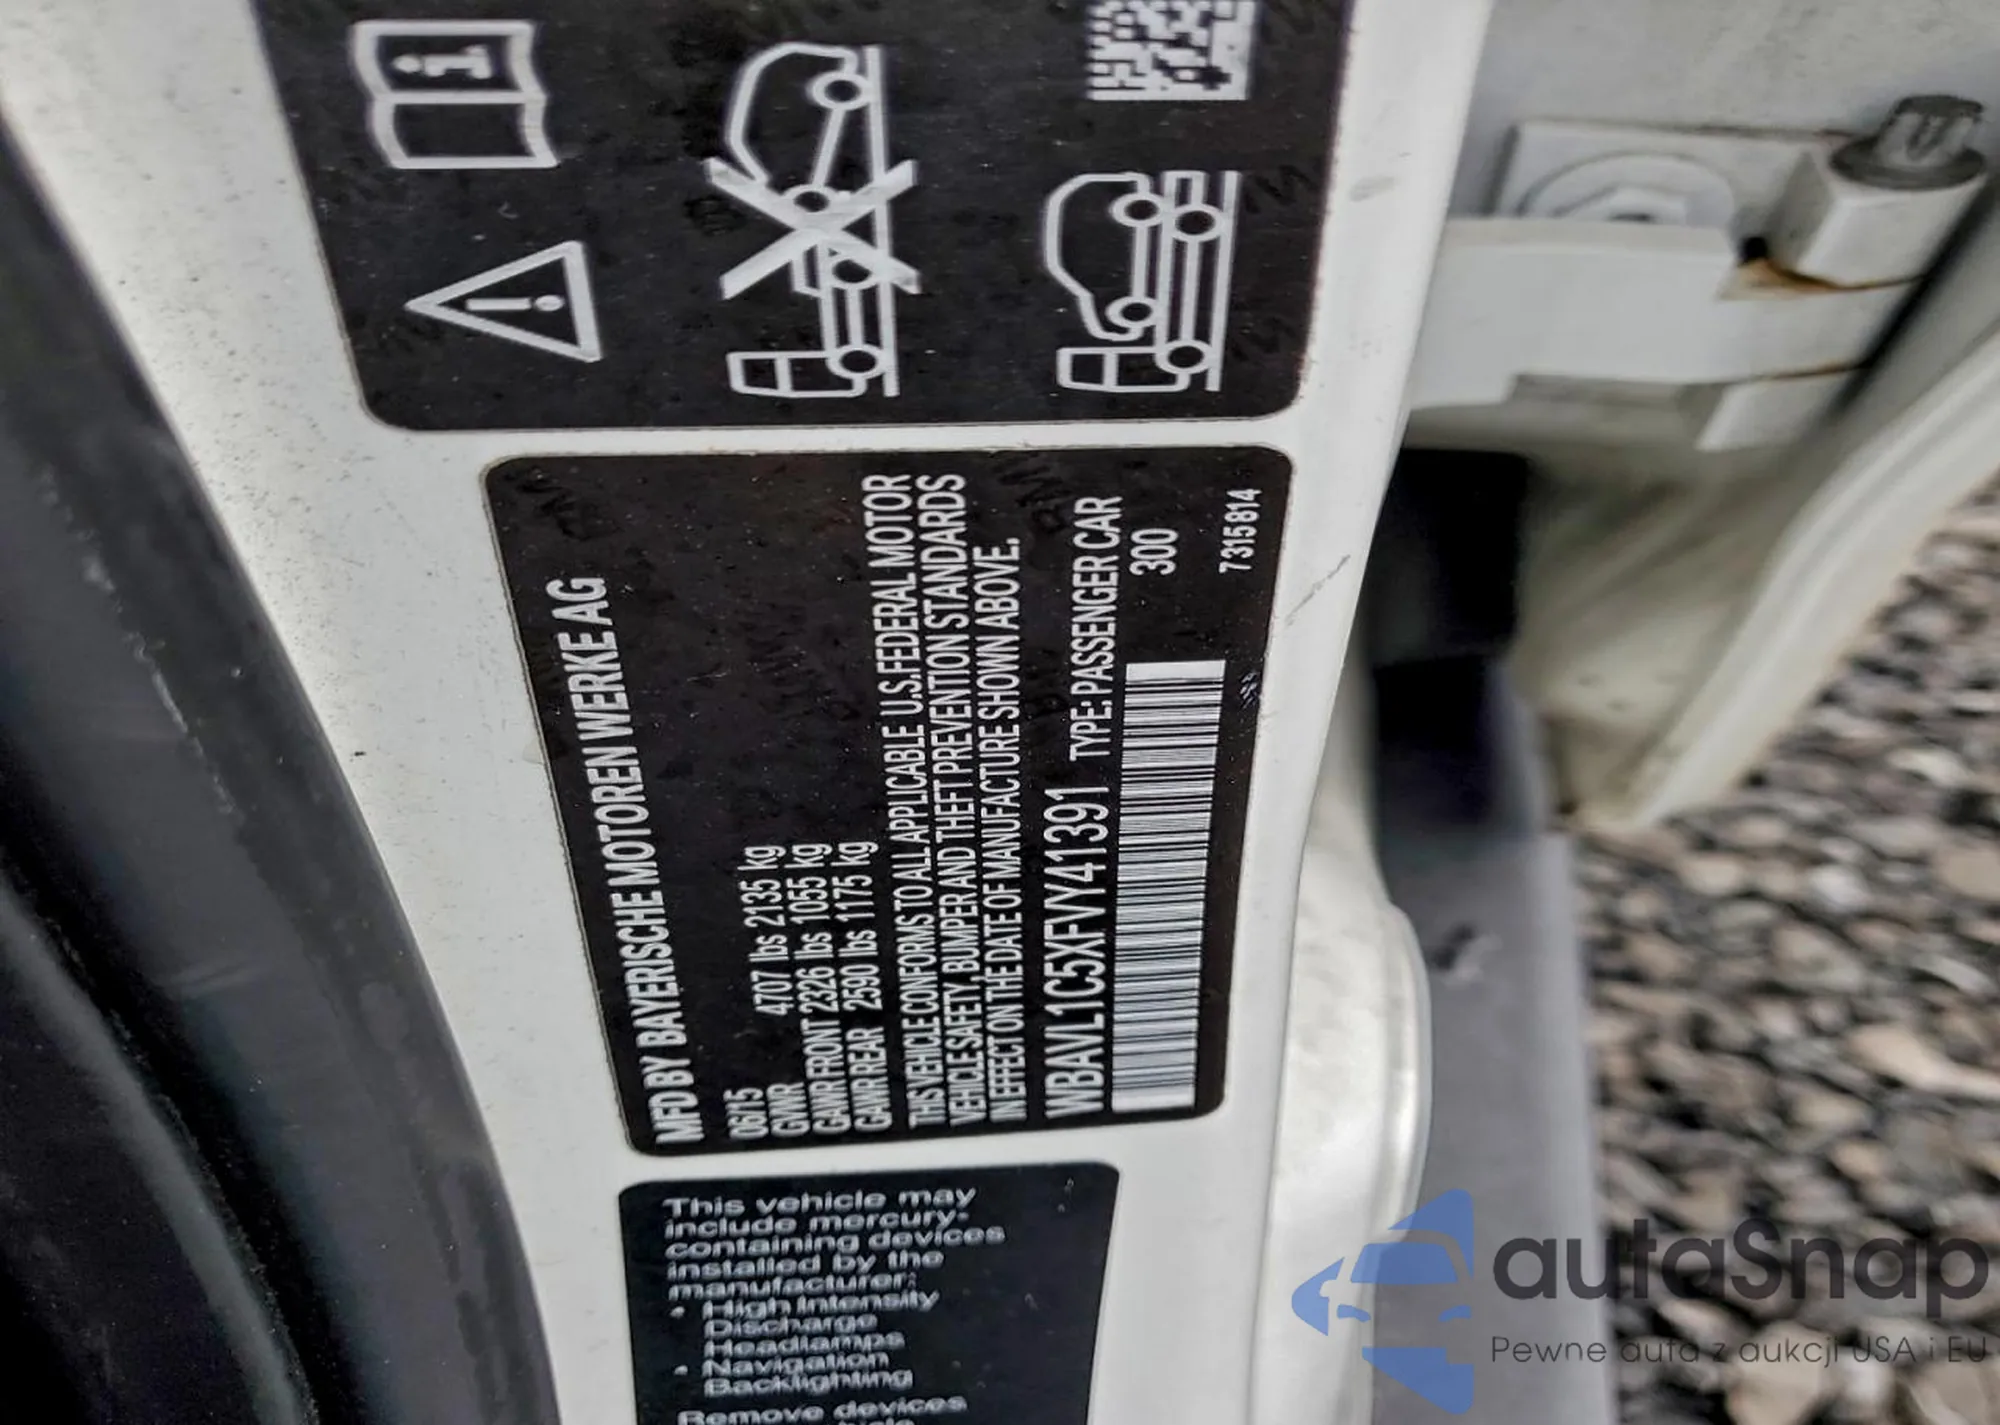 MFD BY BAYERISCHE MOTOREN WERKE AG
06/15
GVWR 4707 lbs 2135 kg
GAWR FRONT 2326 lbs 1055 kg
GAWR REAR 2590 lbs 1175 kg
THIS VEHICLE CONFORMS TO ALL APPLICABLE U.S. FEDERAL MOTOR
VEHICLE SAFETY, BUMPER AND THEFT PREVENTION STANDARDS
IN EFFECT ON THE DATE OF MANUFACTURE SHOWN ABOVE.
WBAVL1C5XFVY41391 TYPE: PASSENGER CAR
300
7315814
This vehicle may
include mercury-
containing devices
installed by the
manufacturer:
• High Intensity
Discharge
Headlamps
• Navigation
Backlighting
Remove devices
autaSnap
Pewne auta z aukcji USA i EU